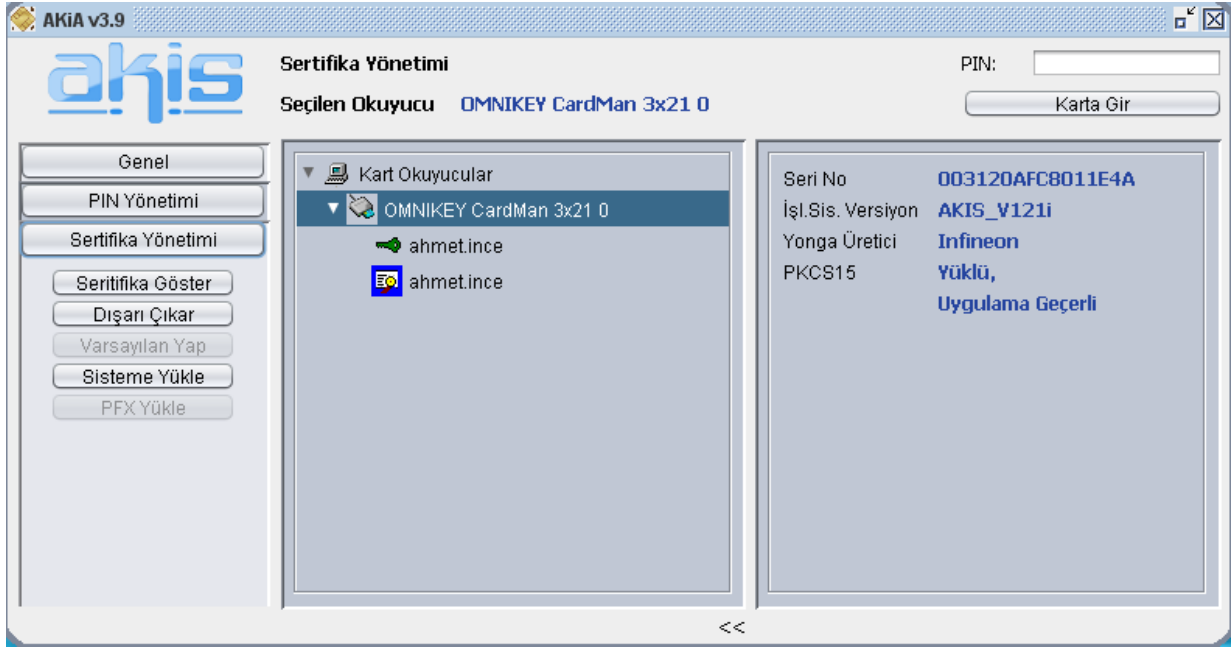 AKiA v3.9
akis
Sertifika Yönetimi
PIN:
Seçilen Okuyucu OMNIKEY CardMan 3x21 0
Karta Gir
Genel
PIN Yönetimi
Sertifika Yönetimi
Seritifika Göster
Dışarı Çıkar
Varsayılan Yap
Sisteme Yükle
PFX Yükle
Kart Okuyucular
OMNIKEY CardMan 3x21 0
ahmet.ince
ahmet.ince
Seri No 003120AFC8011E4A
İşl.Sis. Versiyon AKIS_V121i
Yonga Üretici Infineon
PKCS15 Yüklü,
Uygulama Geçerli
<<